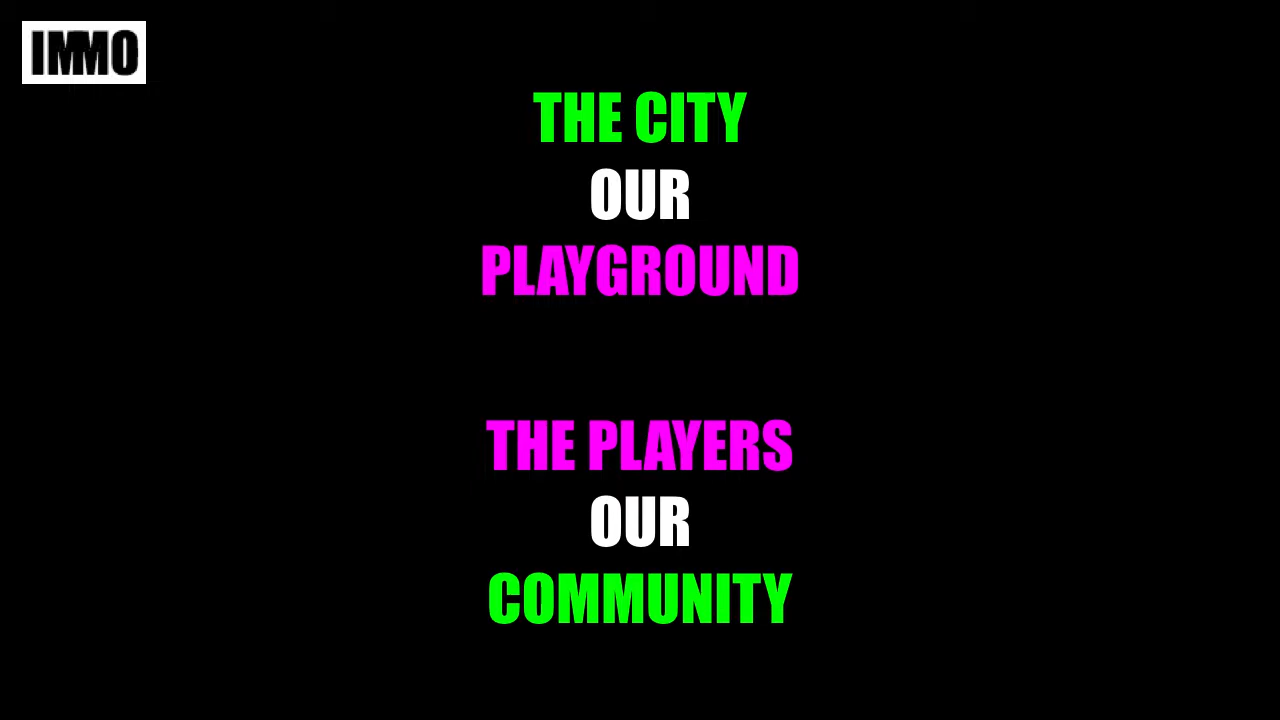 IMMO
THE CITY
OUR
PLAYGROUND
THE PLAYERS
OUR
COMMUNITY